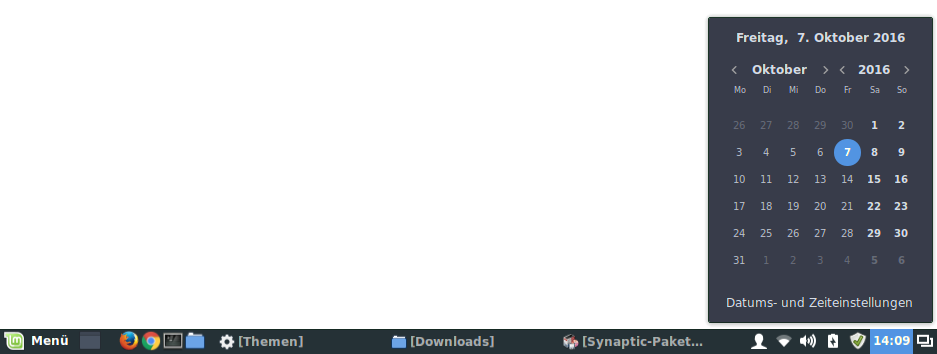 Freitag, 7. Oktober 2016
Oktober 2016
Mo Di Mi Do Fr Sa So
26 27 28 29 30 1 2
3 4 5 6 7 8 9
10 11 12 13 14 15 16
17 18 19 20 21 22 23
24 25 26 27 28 29 30
31 1 2 3 4 5 6
Datums- und Zeiteinstellungen
Menü [Themen] [Downloads] [Synaptic-Paket... 14:09